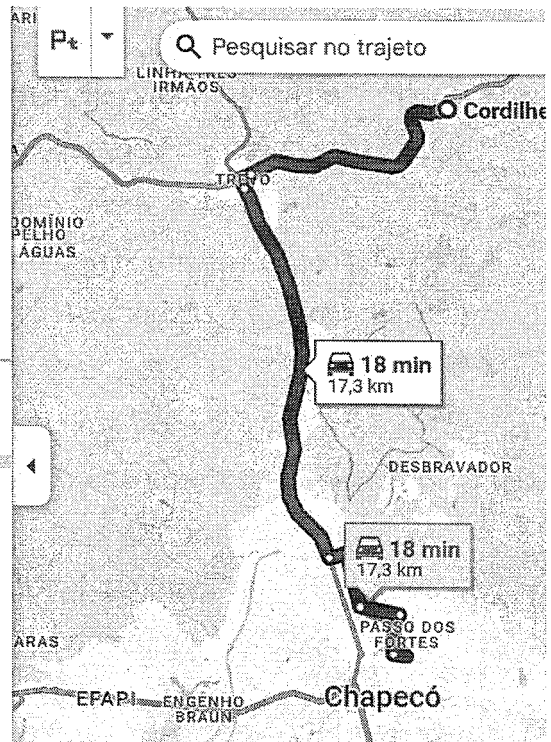 ARI
Pesquisar no trajeto
LINHA TRÊS
IRMÃOS
Cordilhe
TREVO
DOMÍNIO
PELHO
ÁGUAS
18 min
17,3 km
DESBRAVADOR
18 min
17,3 km
PASSO DOS
FORTES
ARAS
EFAPI
ENGENHO
BRAUN
Chapecó